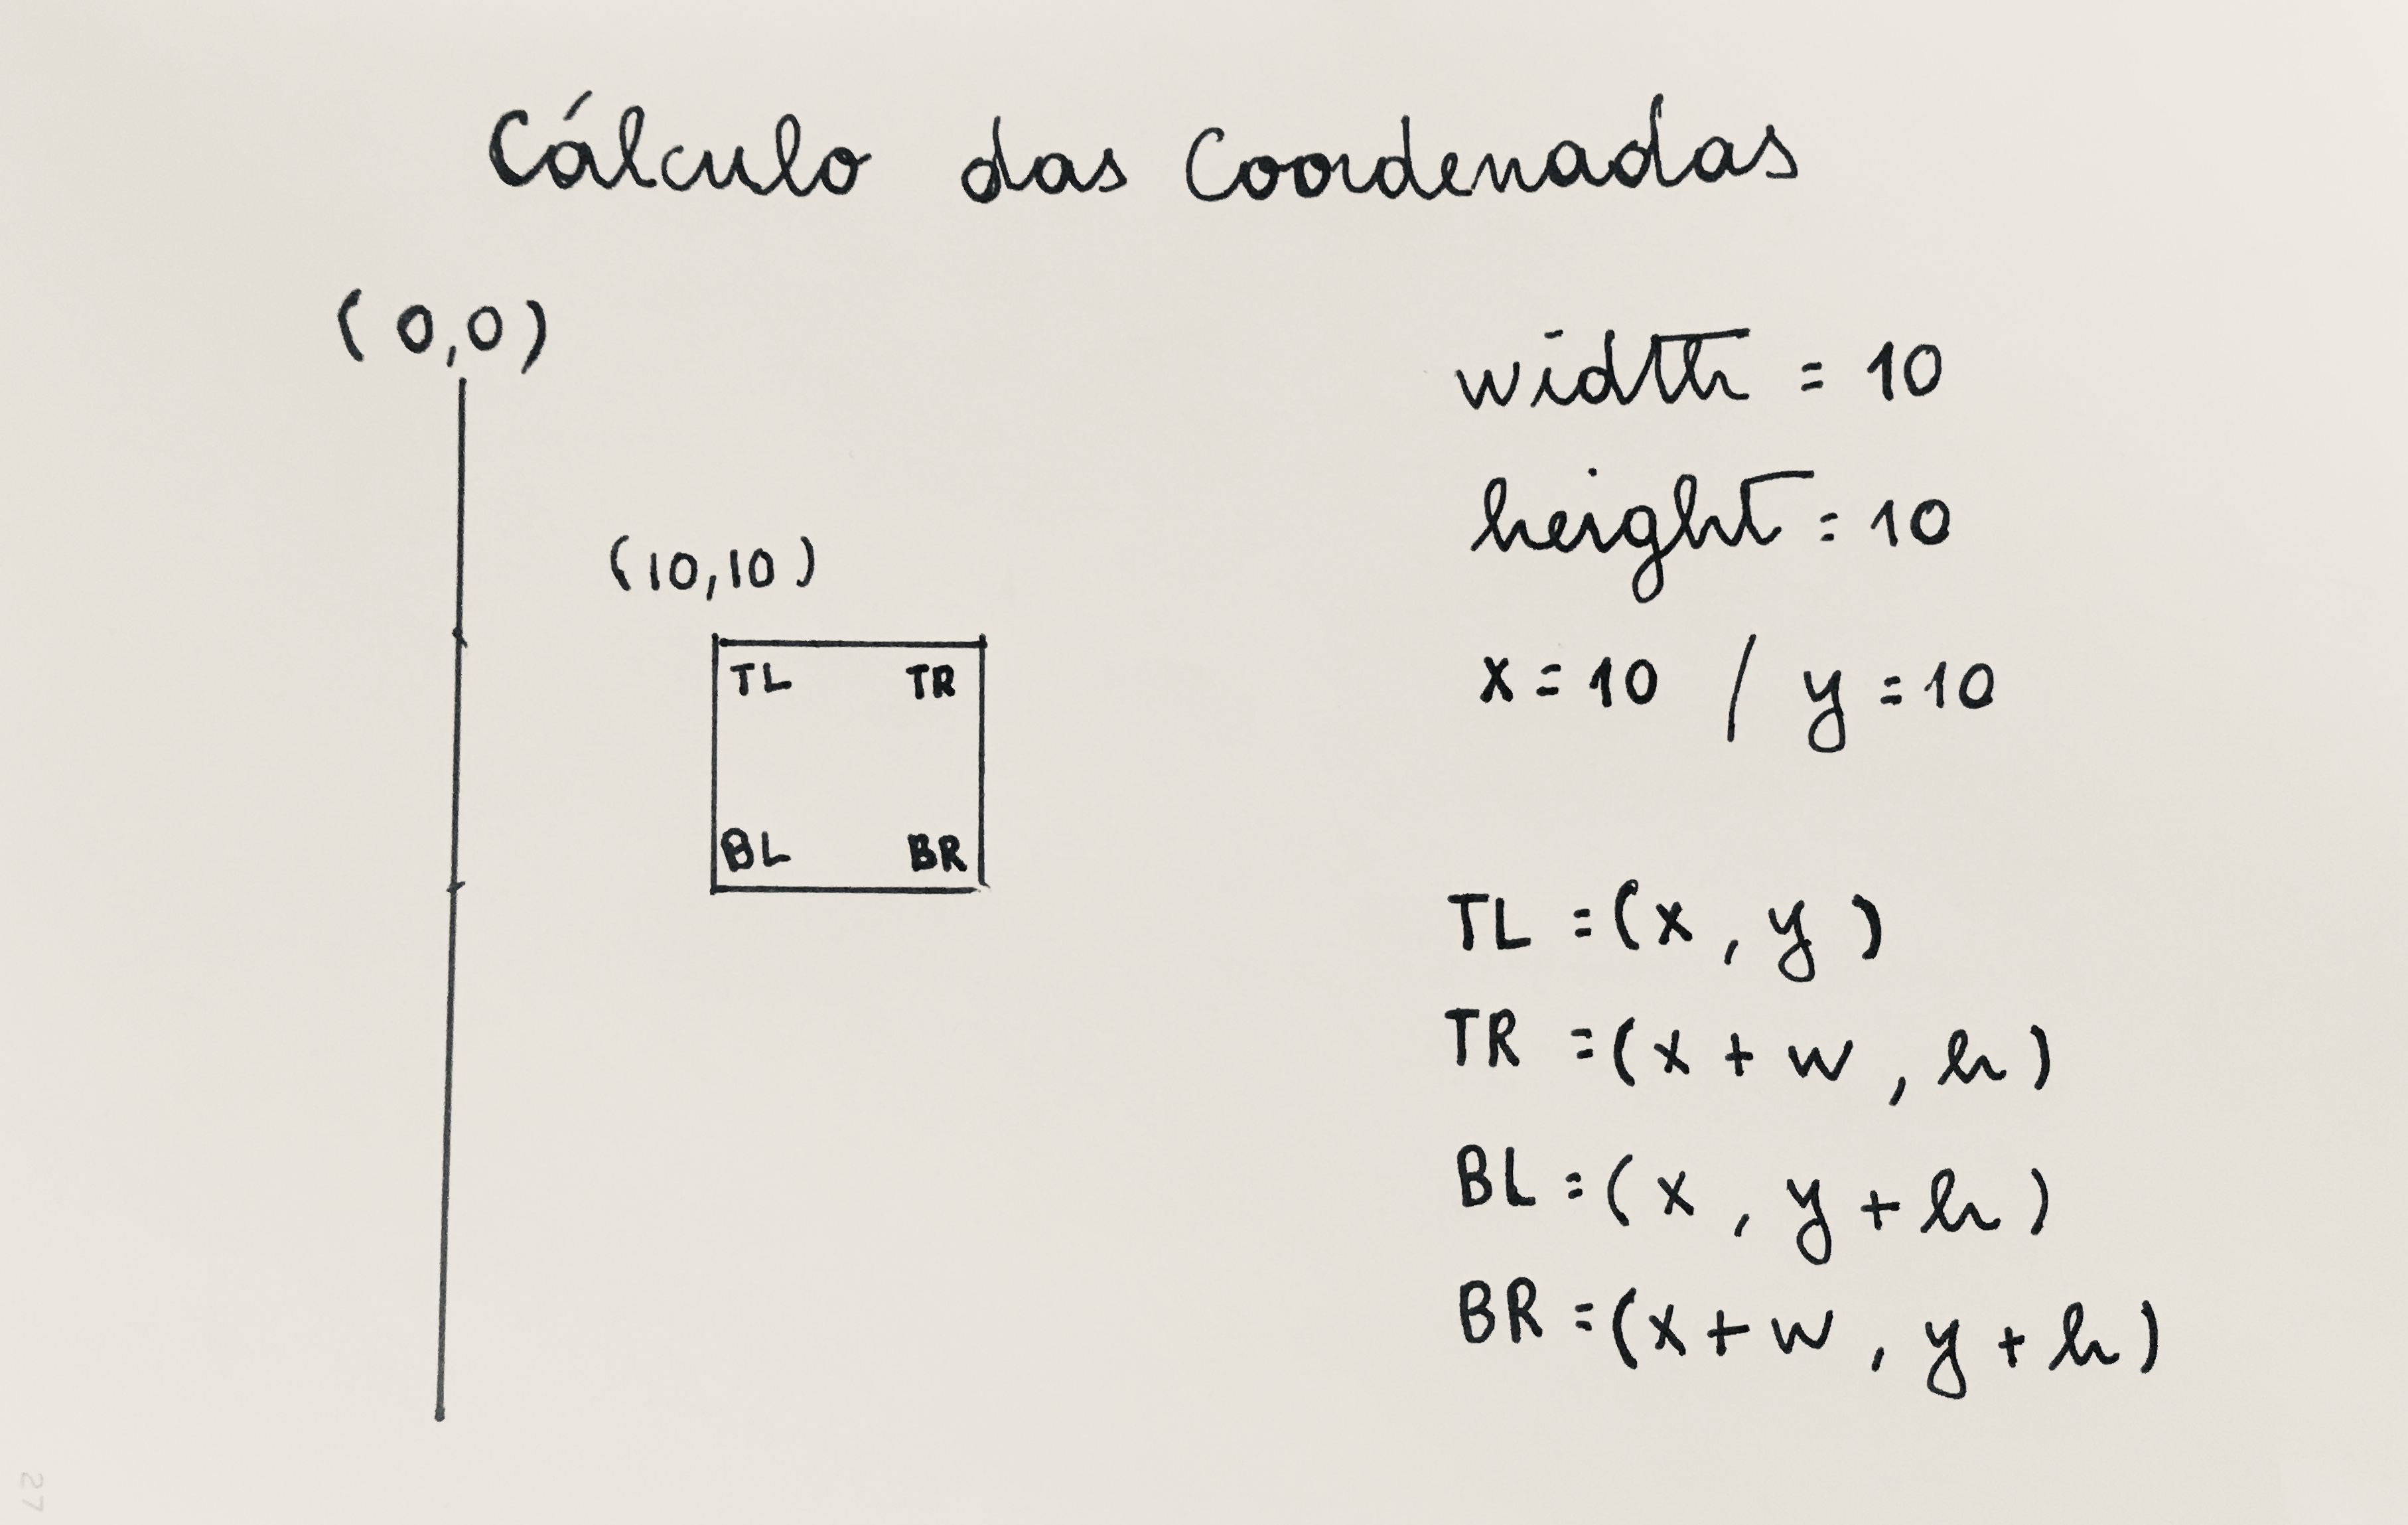 Cálculo das Coordenadas
(0,0)
width = 10
height = 10
(10,10)
x = 10 / y = 10
TL TR
BL BR
TL = (x, y)
TR = (x + w, h)
BL = (x, y + h)
BR = (x + w, y + h)
27